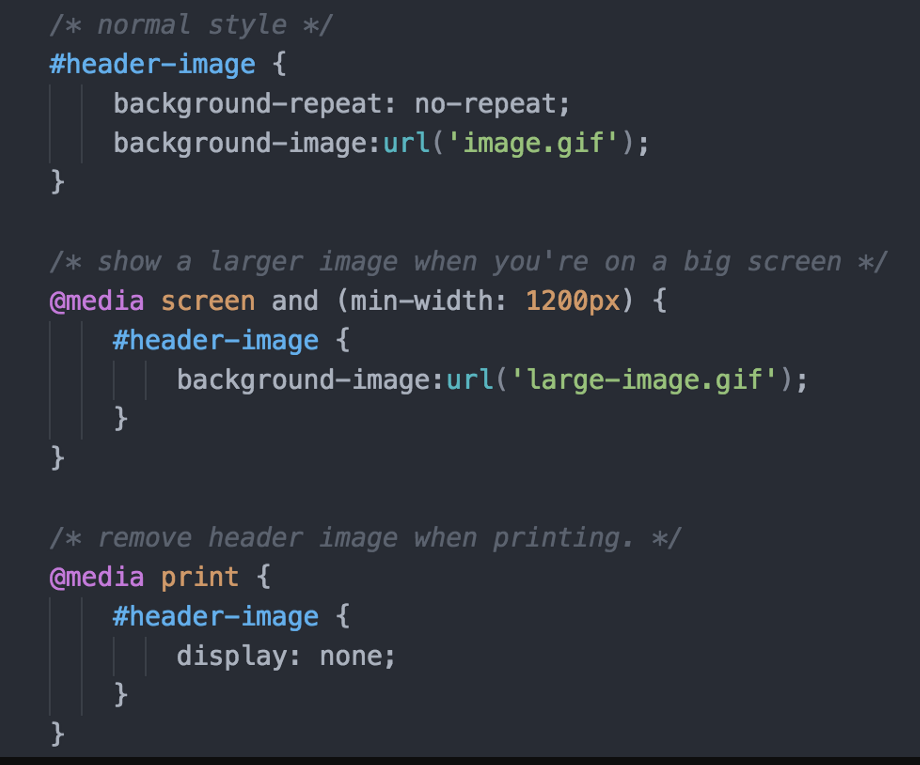 /* normal style */
#header-image {
background-repeat: no-repeat;
background-image:url('image.gif');
}
/* show a larger image when you're on a big screen */
@media screen and (min-width: 1200px) {
#header-image {
background-image:url('large-image.gif');
}
}
/* remove header image when printing. */
@media print {
#header-image {
display: none;
}
}